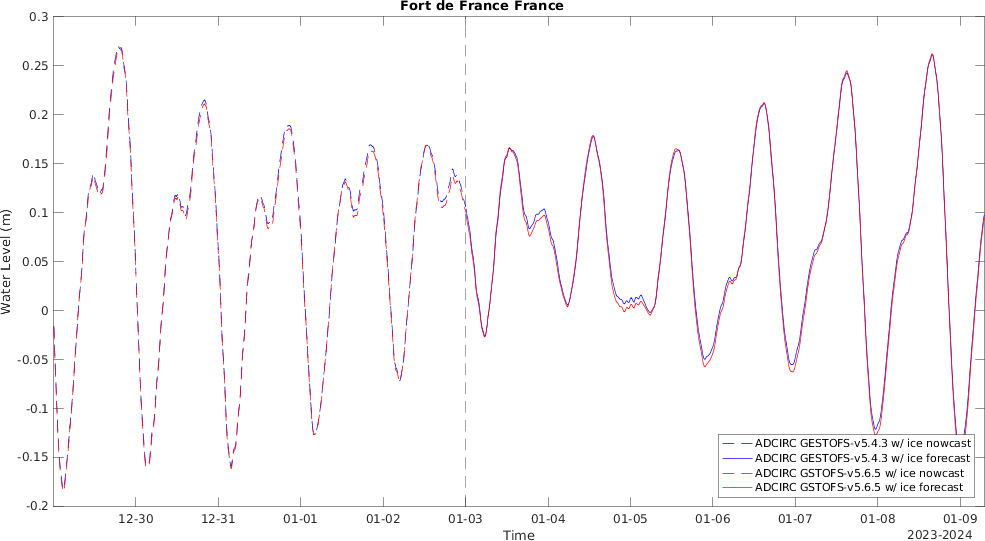 Fort de France France
0.3
0.25
0.2
0.15
0.1
0.05
0
-0.05
-0.1
-0.15
-0.2
Water Level (m)
ADCIRC GESTOFS-v5.4.3 w/ ice nowcast
ADCIRC GESTOFS-v5.4.3 w/ ice forecast
ADCIRC GSTOFS-v5.6.5 w/ ice nowcast
ADCIRC GSTOFS-v5.6.5 w/ ice forecast
12-30 12-31 01-01 01-02 01-03 01-04 01-05 01-06 01-07 01-08 01-09
Time
2023-2024